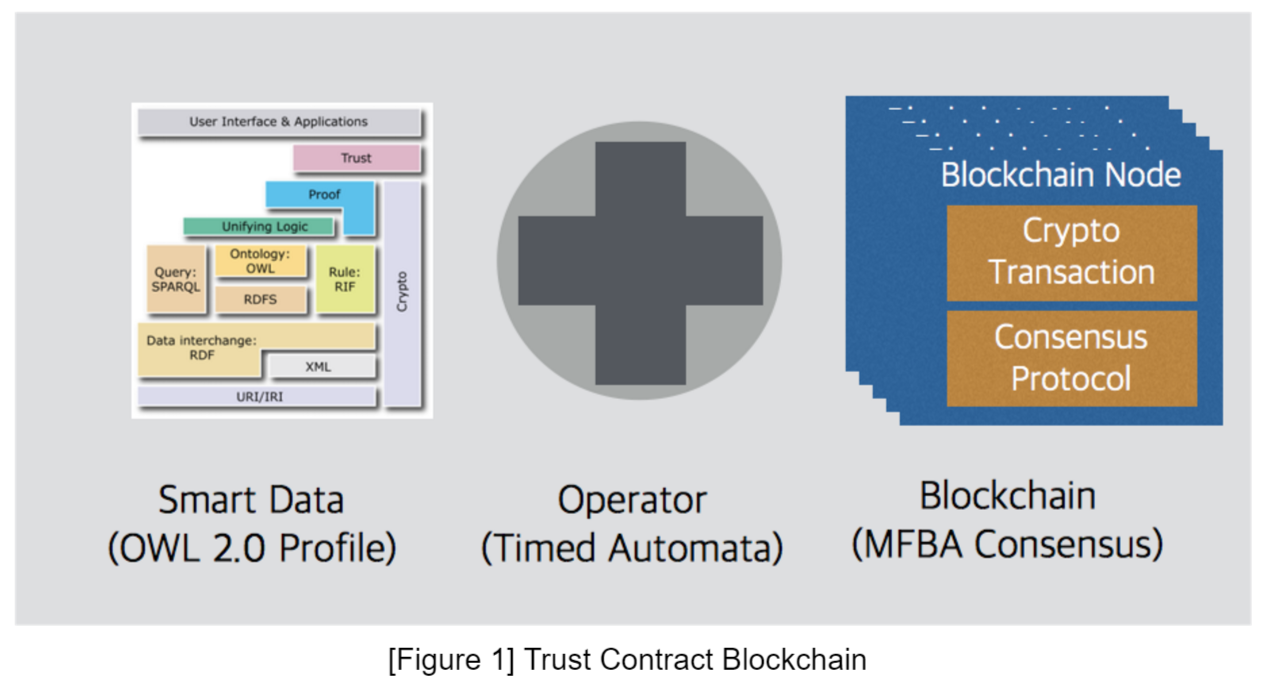 User Interface & Applications
Trust
Proof
Unifying Logic
Query:
SPARQL
Ontology:
OWL
RDFS
Rule:
RIF
Crypto
Data interchange:
RDF
XML
URI/IRI
Blockchain Node
Crypto
Transaction
Consensus
Protocol
Smart Data
(OWL 2.0 Profile)
Operator
(Timed Automata)
Blockchain
(MFBA Consensus)
[Figure 1] Trust Contract Blockchain